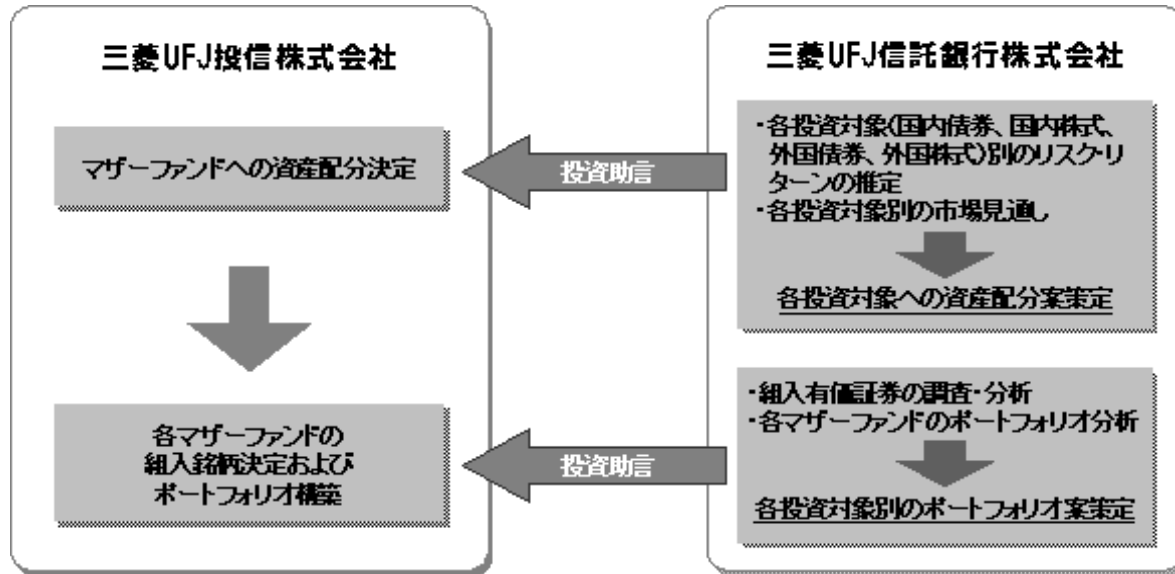 三菱UFJ投信株式会社
マザーファンドへの資産配分決定
各マザーファンドの
組入銘柄決定および
ポートフォリオ構築
投資助言
投資助言
三菱UFJ信託銀行株式会社
・各投資対象(国内債券、国内株式、
外国債券、外国株式)別のリスク・リ
ターンの推定
・各投資対象別の市場見通し
各投資対象への資産配分案策定
・組入有価証券の調査・分析
・各マザーファンドのポートフォリオ分析
各投資対象別のポートフォリオ案策定